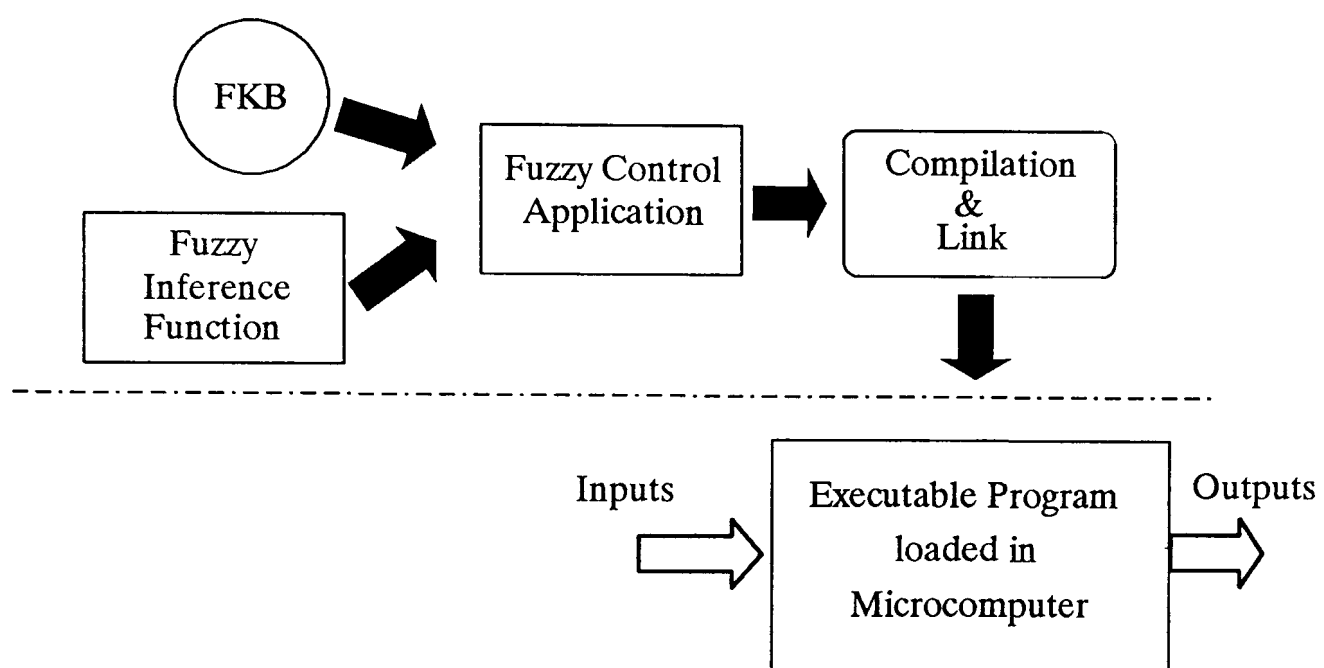 FKB
Fuzzy
Inference
Function
Fuzzy Control
Application
Compilation
&
Link
Inputs
Executable Program
loaded in
Microcomputer
Outputs